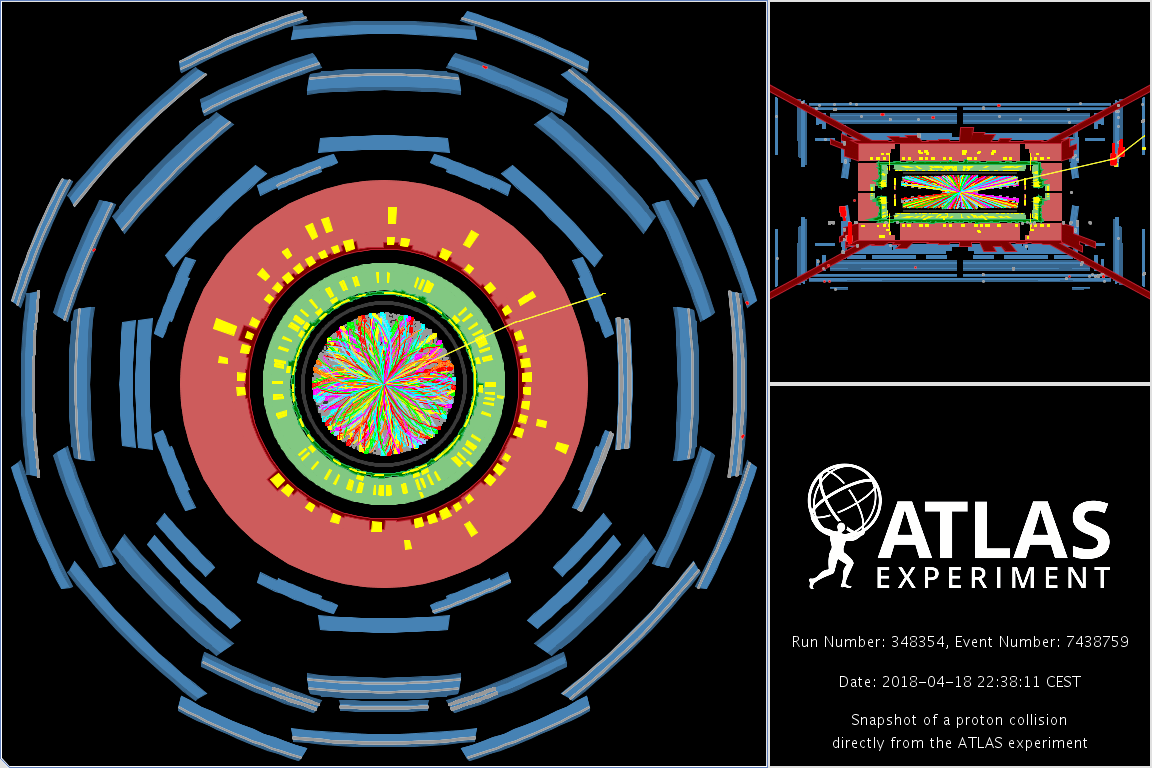 ATLAS
EXPERIMENT
Run Number: 348354, Event Number: 7438759
Date: 2018-04-18 22:38:11 CEST
Snapshot of a proton collision
directly from the ATLAS experiment